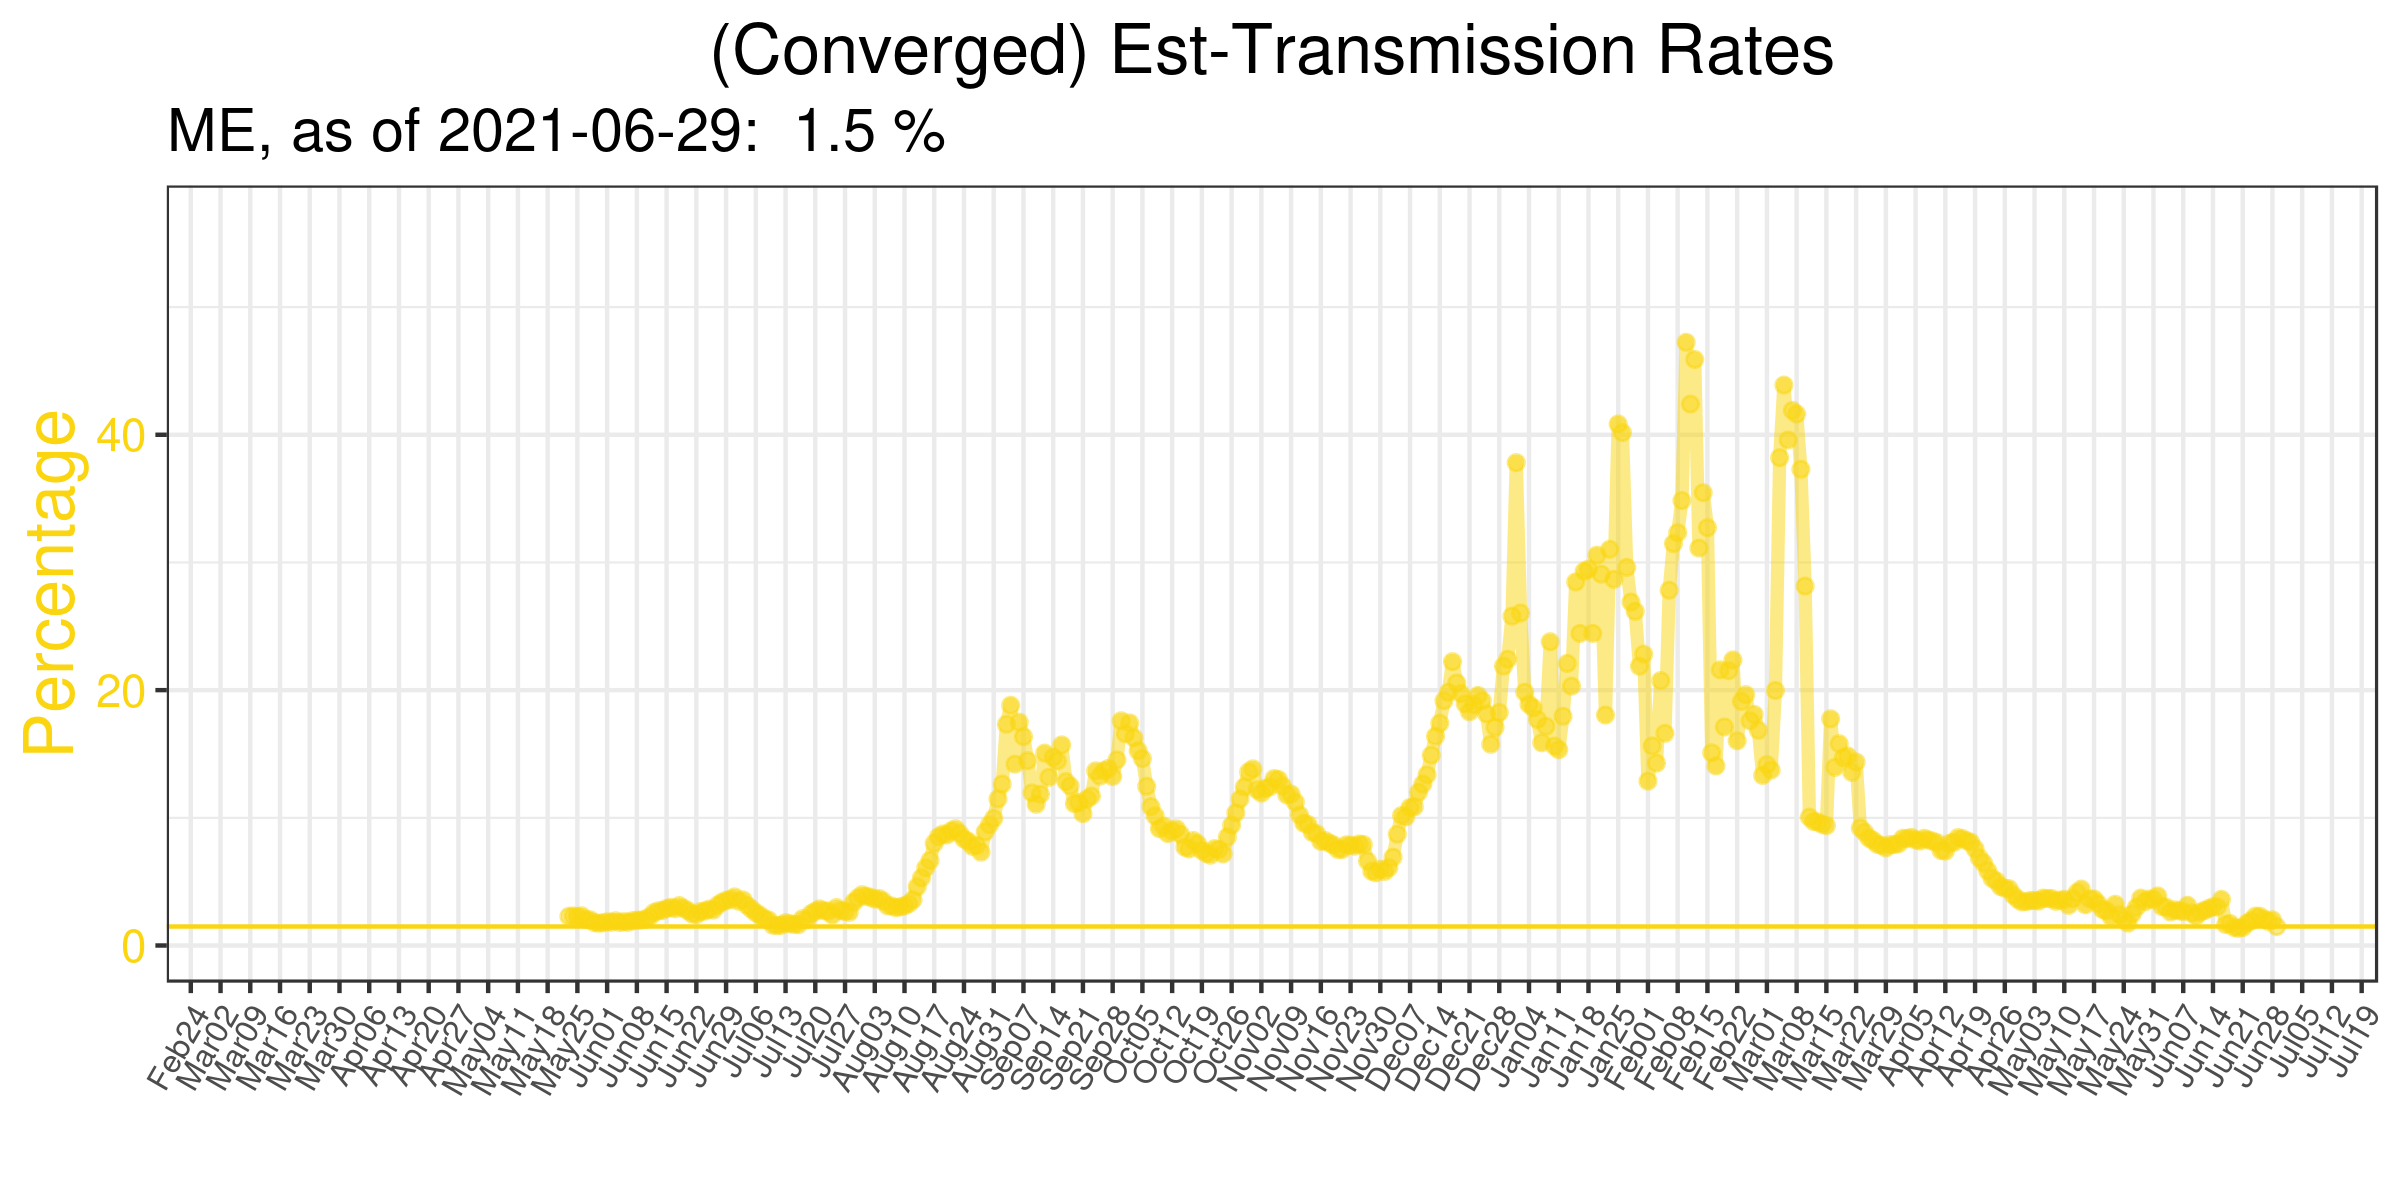 (Converged) Est-Transmission Rates
ME, as of 2021-06-29: 1.5 %
Percentage
40
20
0
Feb24
Mar02
Mar09
Mar16
Mar23
Mar30
Apr06
Apr13
Apr20
Apr27
May04
May11
May18
May25
Jun01
Jun08
Jun15
Jun22
Jun29
Jul06
Jul13
Jul20
Jul27
Aug03
Aug10
Aug17
Aug24
Aug31
Sep07
Sep14
Sep21
Sep28
Oct05
Oct12
Oct19
Oct26
Nov02
Nov09
Nov16
Nov23
Nov30
Dec07
Dec14
Dec21
Dec28
Jan04
Jan11
Jan18
Jan25
Feb01
Feb08
Feb15
Feb22
Mar01
Mar08
Mar15
Mar22
Mar29
Apr05
Apr12
Apr19
Apr26
May03
May10
May17
May24
May31
Jun07
Jun14
Jun21
Jun28
Jul05
Jul12
Jul19